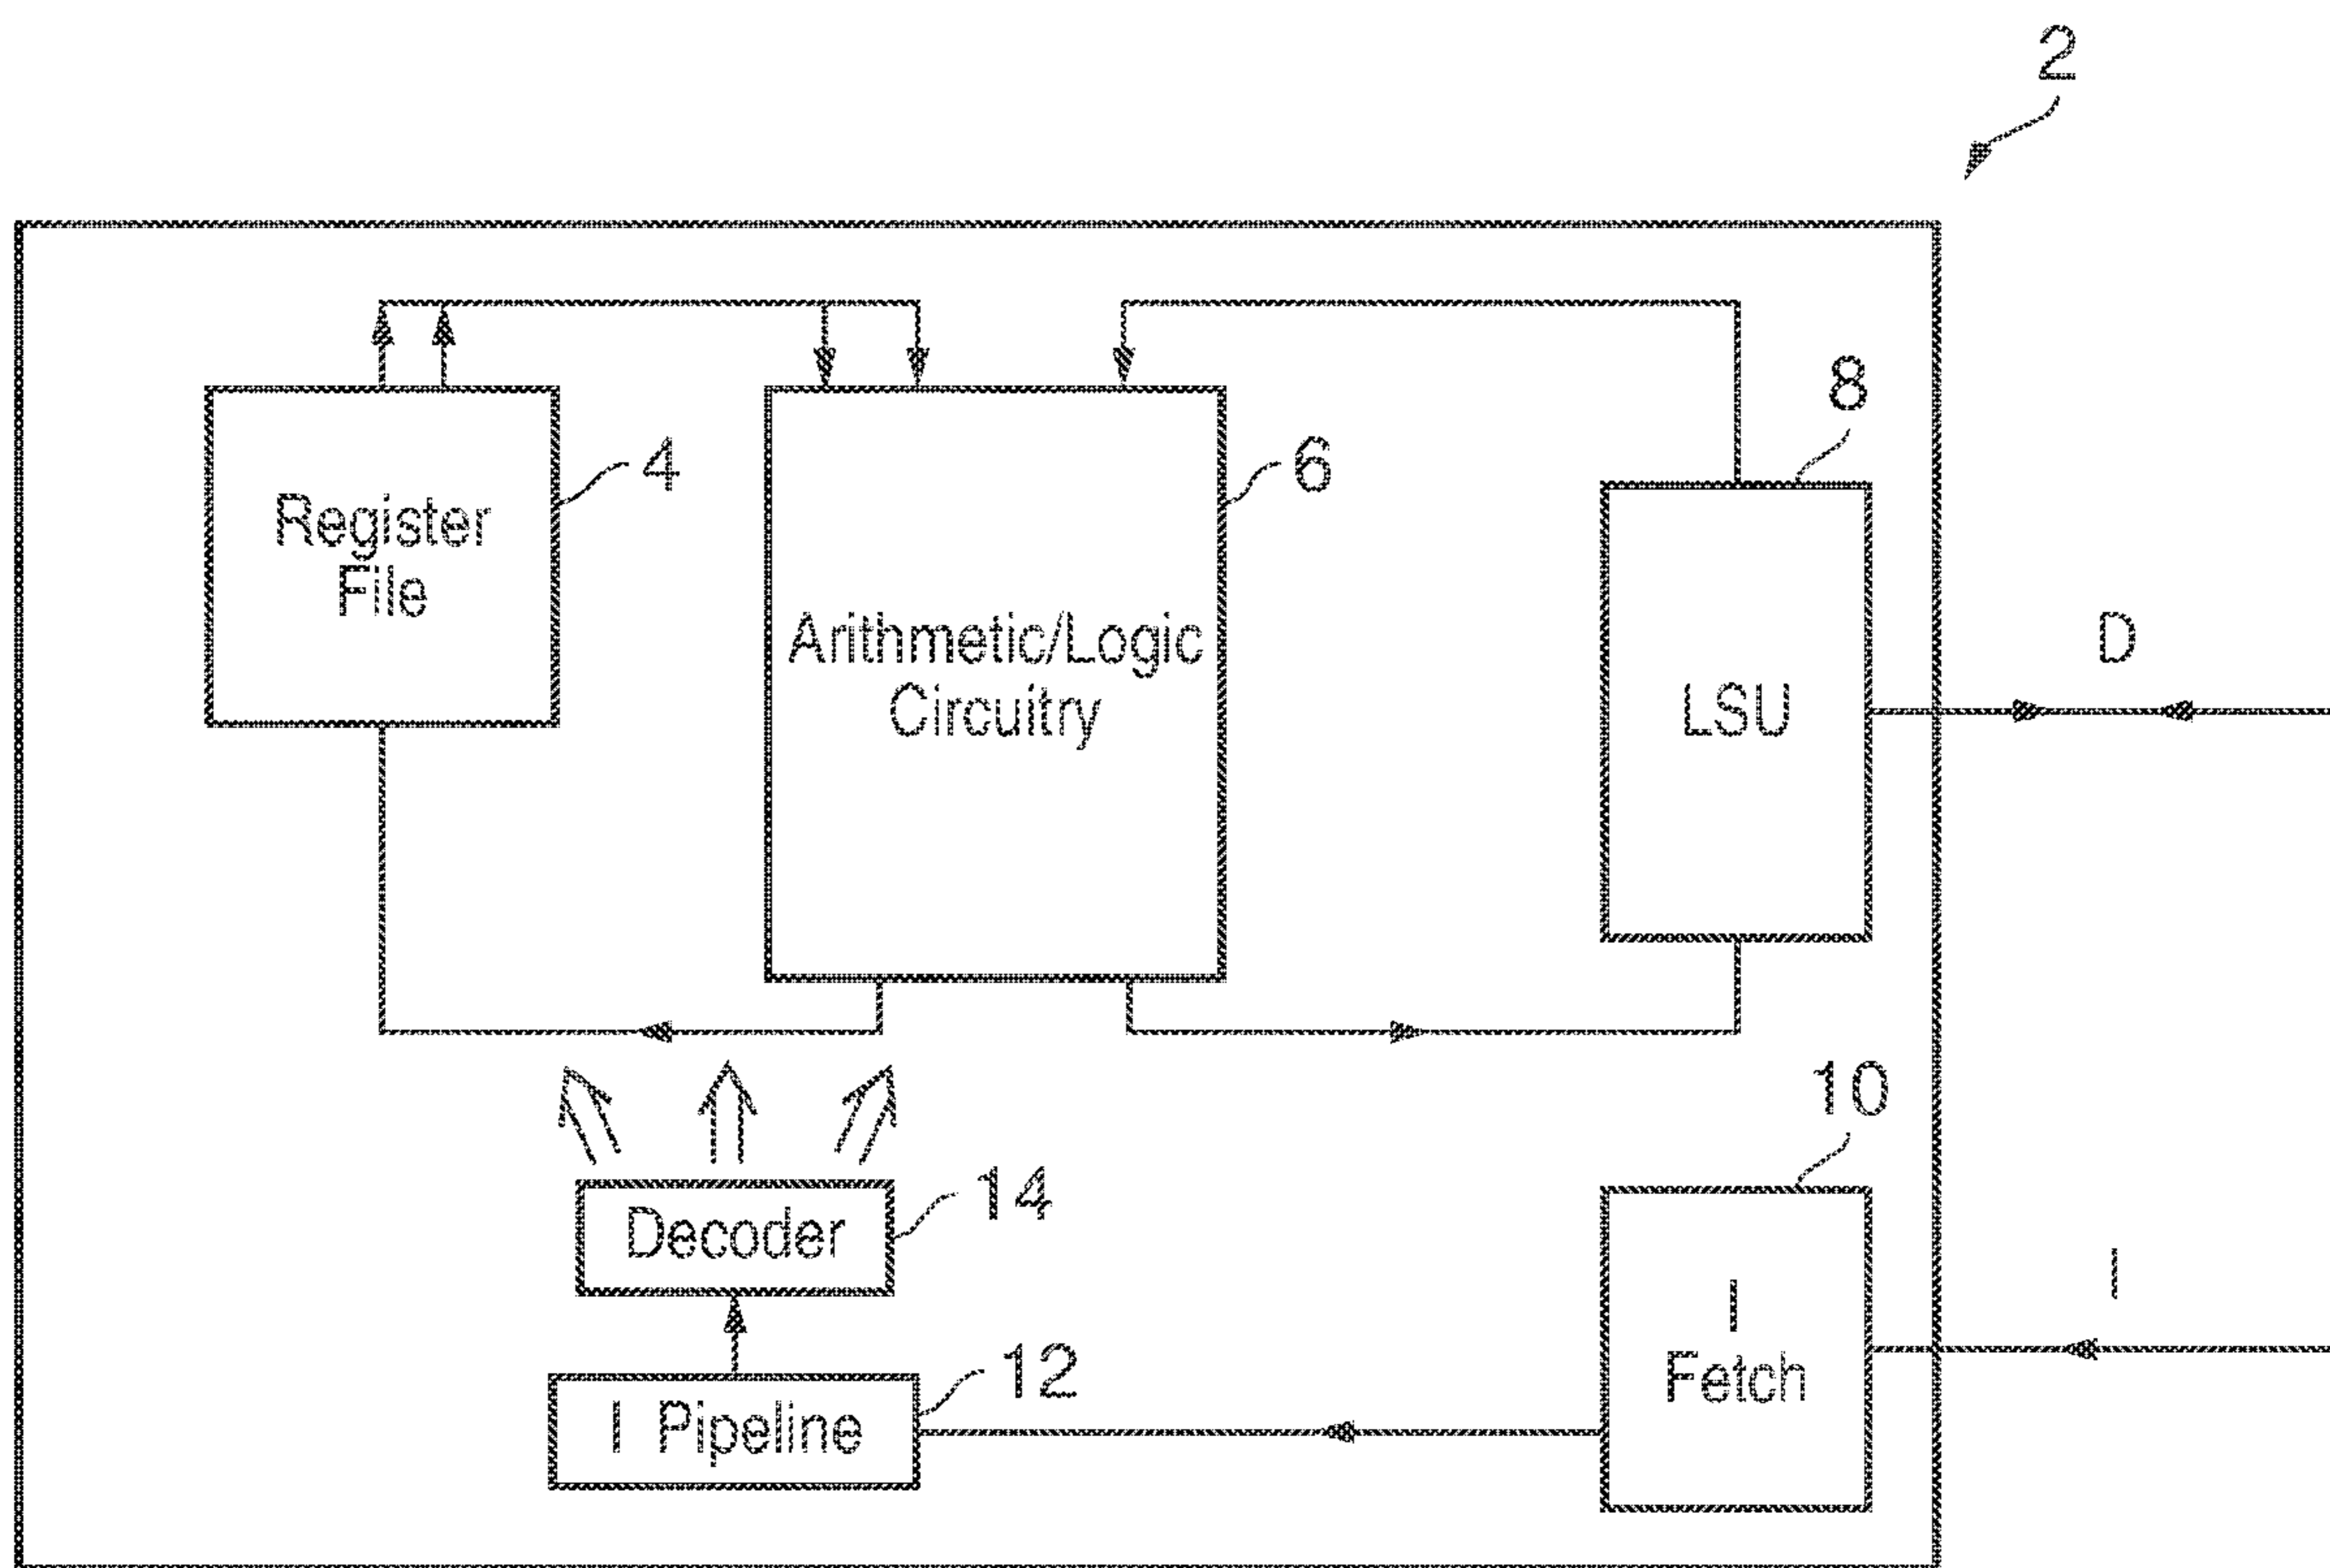 2
8
4
6
Register
File
Arithmetic/Logic
Circuitry
LSU
D
10
14
Decoder
I
Fetch
I
12
I Pipeline